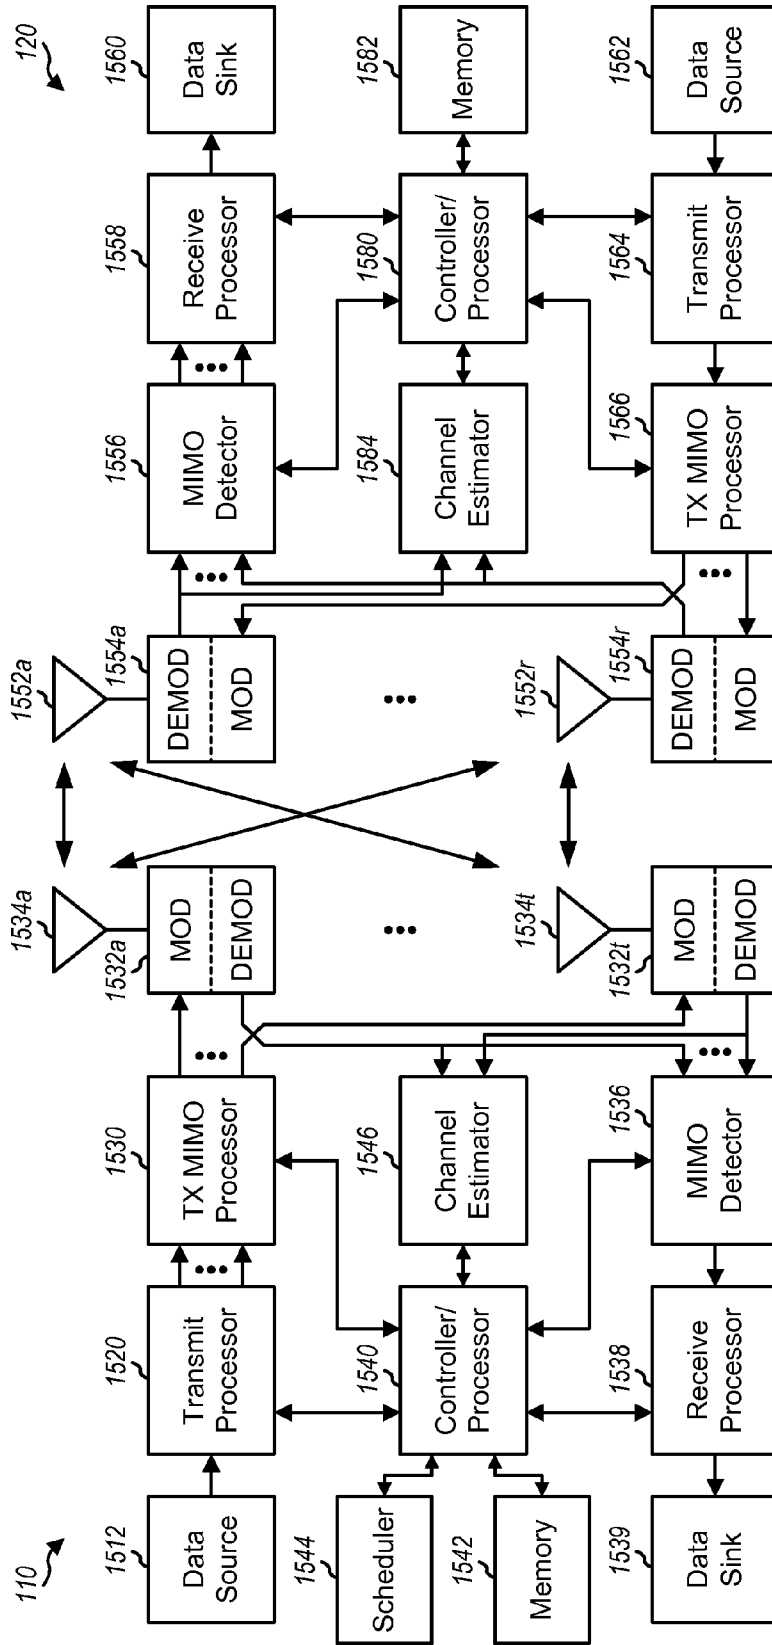 110
120
1512
Data
Source
1520
Transmit
Processor
1530
TX MIMO
Processor
1532a
MOD
DEMOD
1534a
1552a
1554a
DEMOD
MOD
1556
MIMO
Detector
1558
Receive
Processor
1560
Data
Sink
1544
Scheduler
1542
Memory
1540
Controller/
Processor
1546
Channel
Estimator
1584
Channel
Estimator
1580
Controller/
Processor
1582
Memory
1539
Data
Sink
1538
Receive
Processor
1536
MIMO
Detector
1532t
MOD
DEMOD
1534t
1552r
1554r
DEMOD
MOD
1566
TX MIMO
Processor
1564
Transmit
Processor
1562
Data
Source